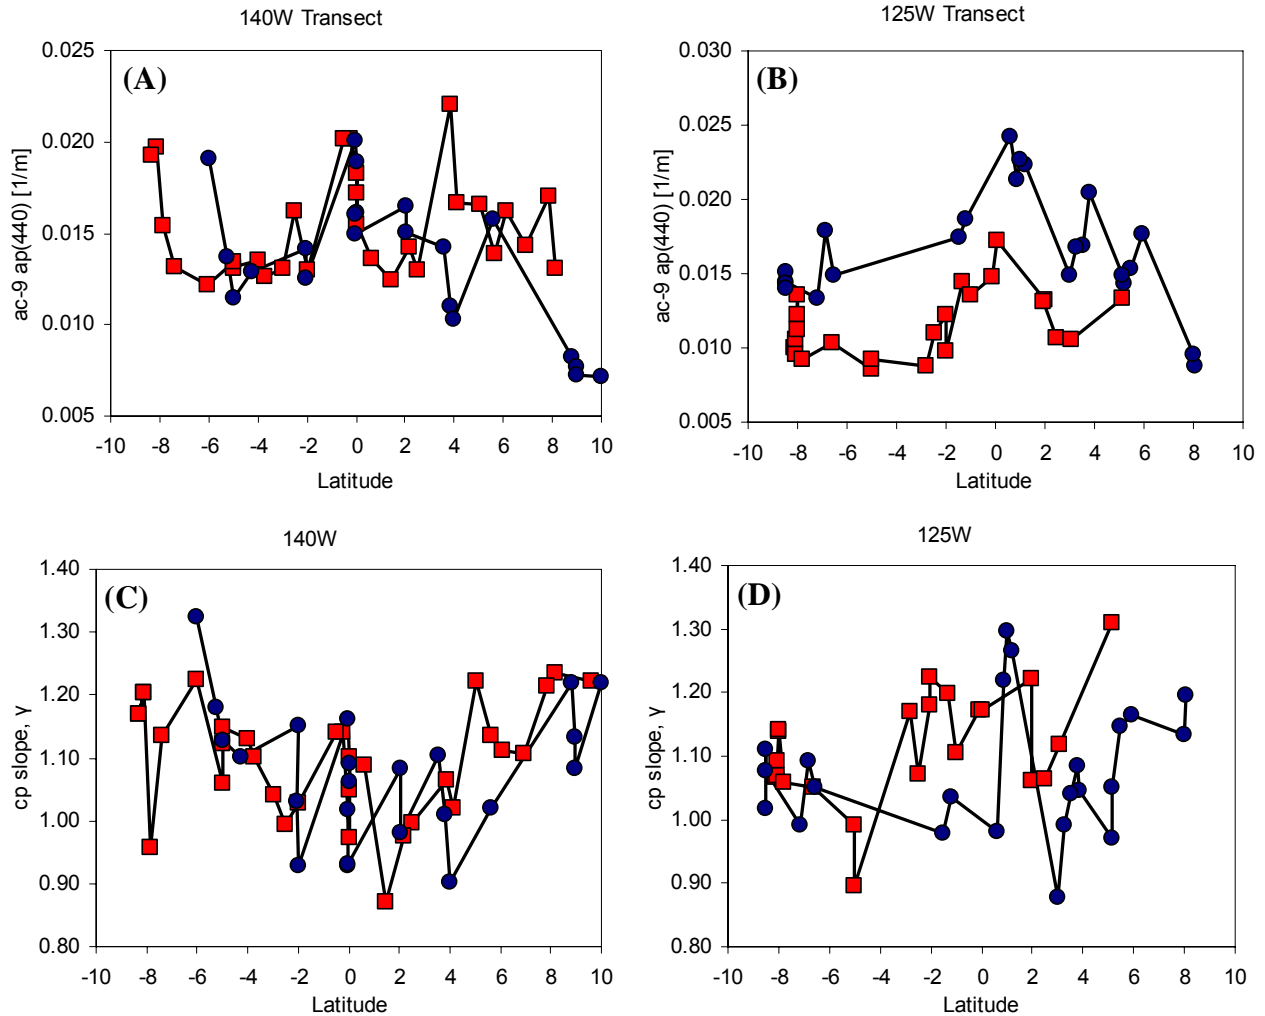 140W Transect
(A)
ac-9 ap(440)) [1/m]
0.025
0.020
0.015
0.010
0.005
-10 -8 -6 -4 -2 0 2 4 6 8 10
Latitude
125W Transect
(B)
ac-9 ap(440)) [1/m]
0.030
0.025
0.020
0.015
0.010
0.005
-10 -8 -6 -4 -2 0 2 4 6 8 10
Latitude
140W
(C)
cp slope, γ
1.40
1.30
1.20
1.10
1.00
0.90
0.80
-10 -8 -6 -4 -2 0 2 4 6 8 10
Latitude
125W
(D)
cp slope, γ
1.40
1.30
1.20
1.10
1.00
0.90
0.80
-10 -8 -6 -4 -2 0 2 4 6 8 10
Latitude